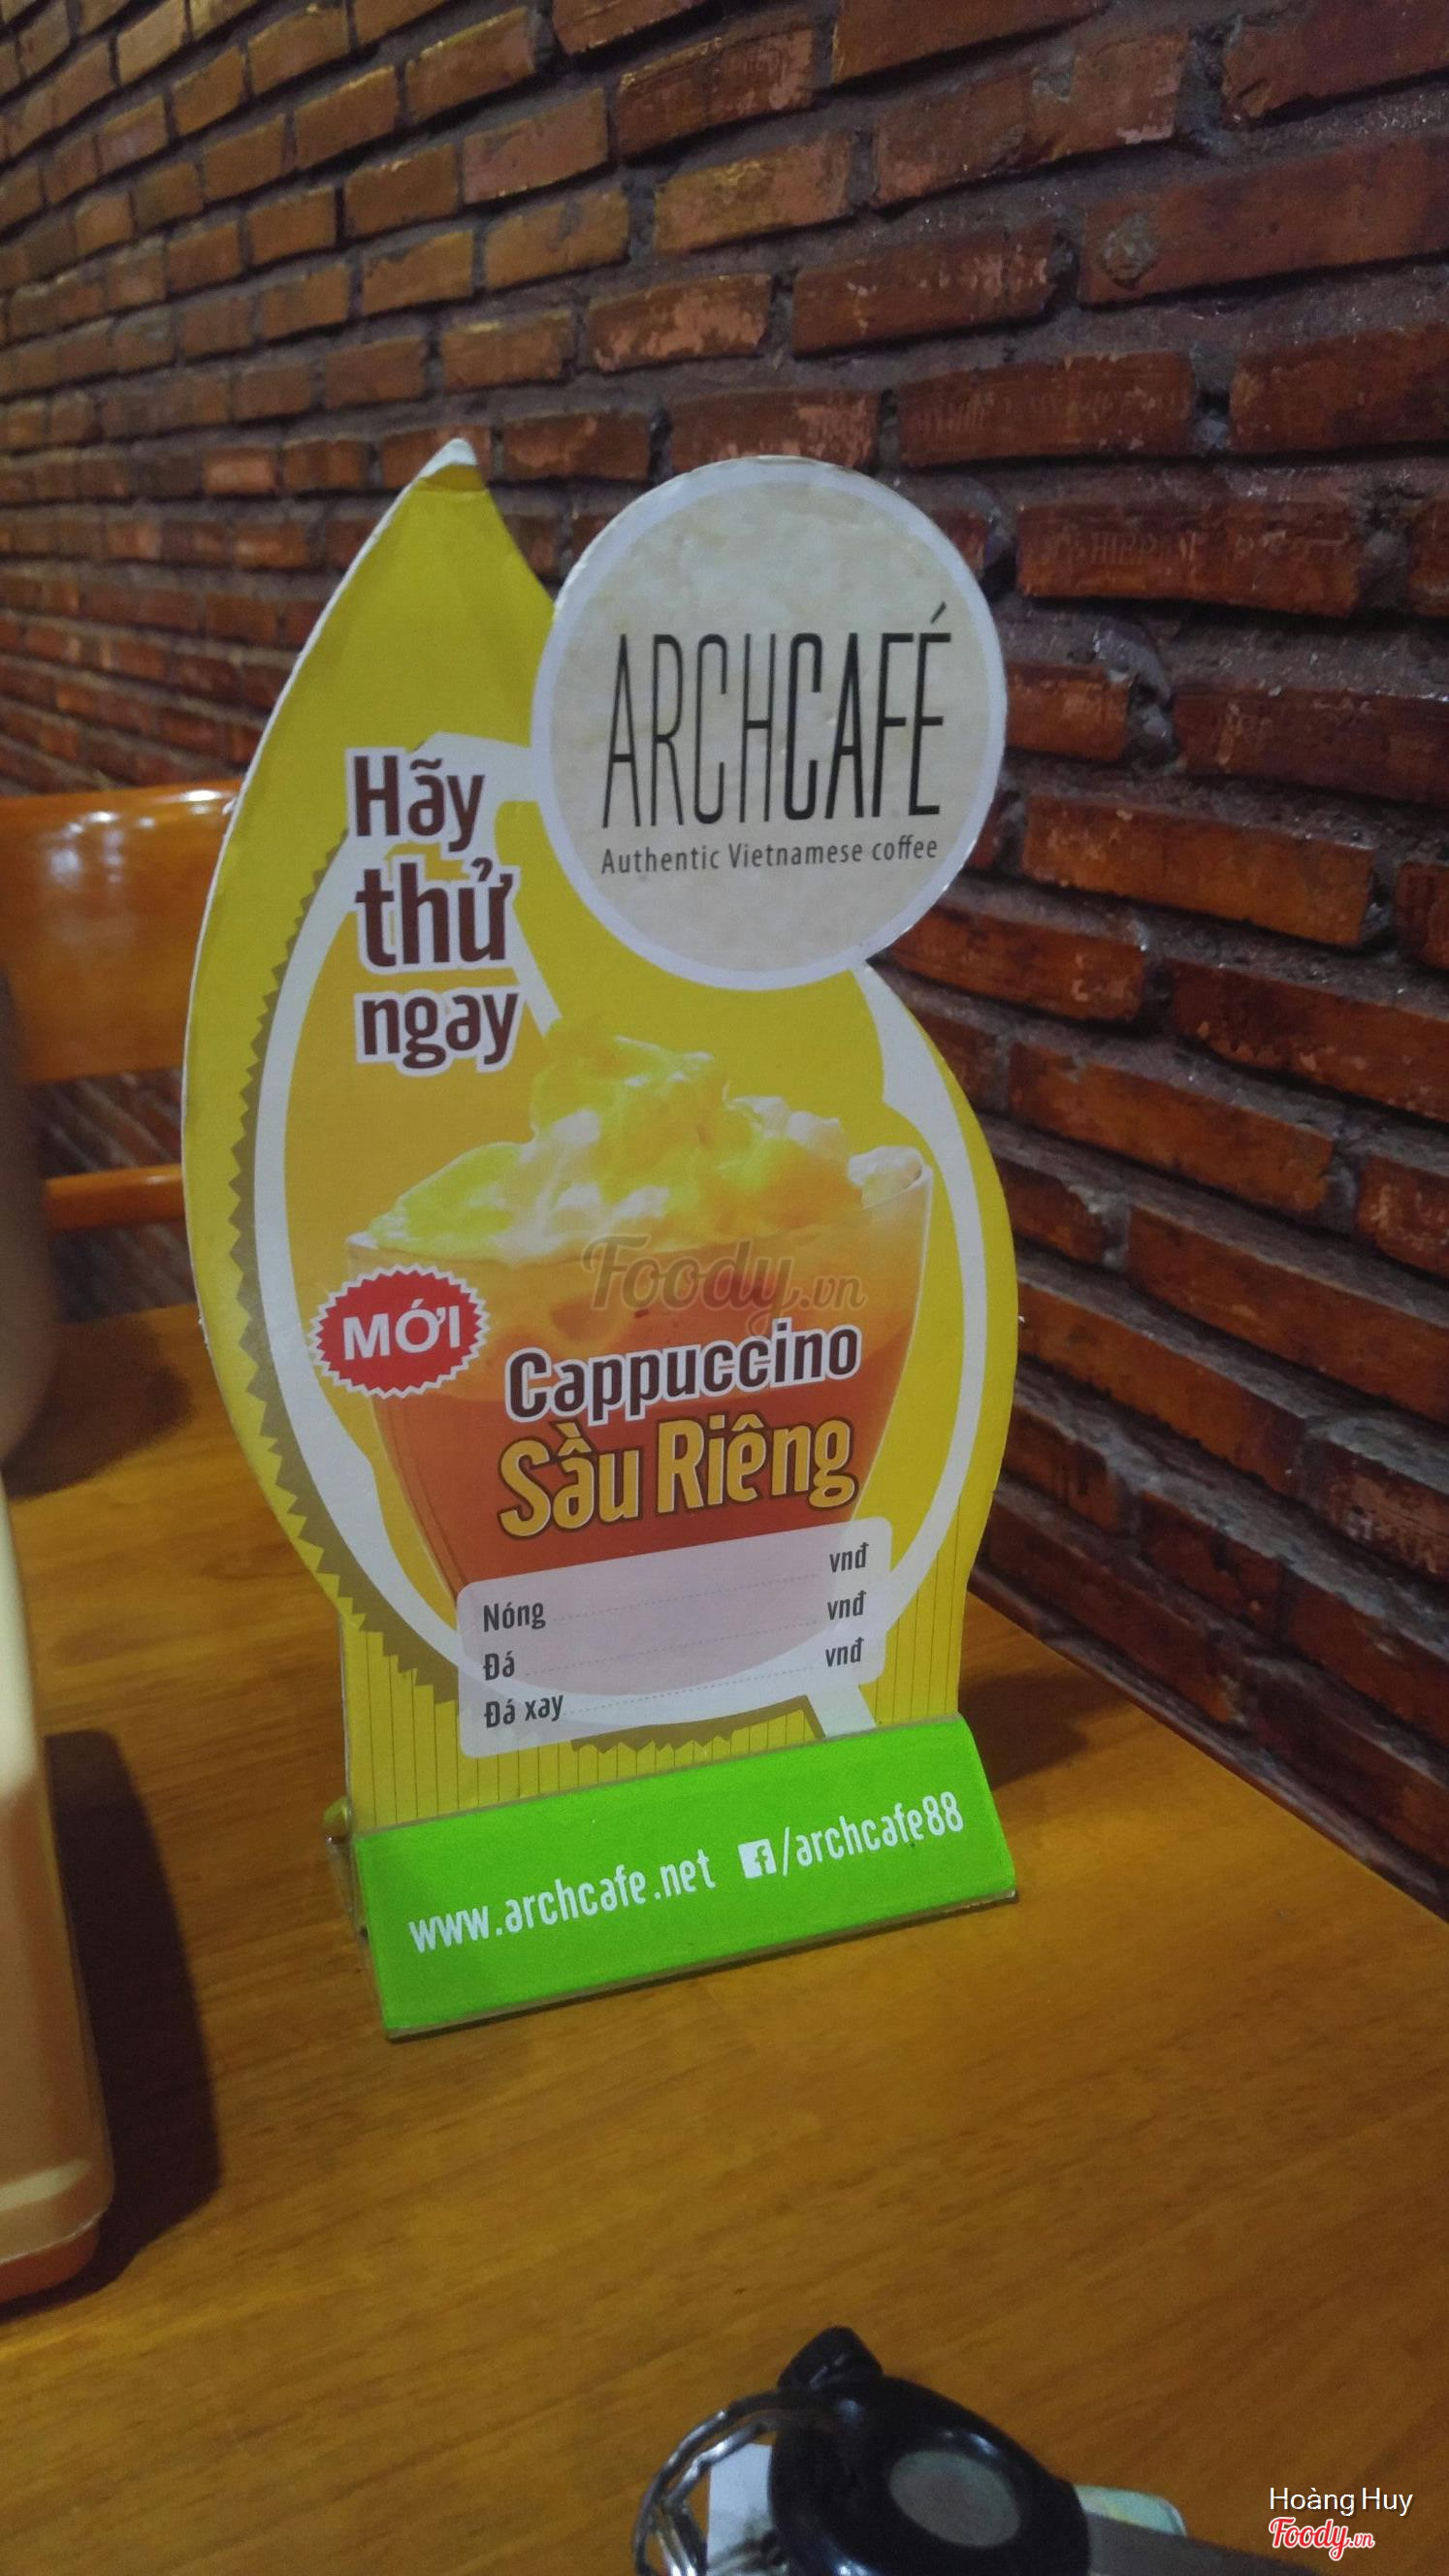 ARCHCAFÉ
Authentic Vietnamese coffee
Hãy
thử
ngay
Foody.vn
MỚI
Cappuccino
Sầu Riêng
Nóng vnđ
Đá vnđ
Đá xay vnđ
www.archcafe.net f/archcafe88
Hoàng Huy
Foody.vn